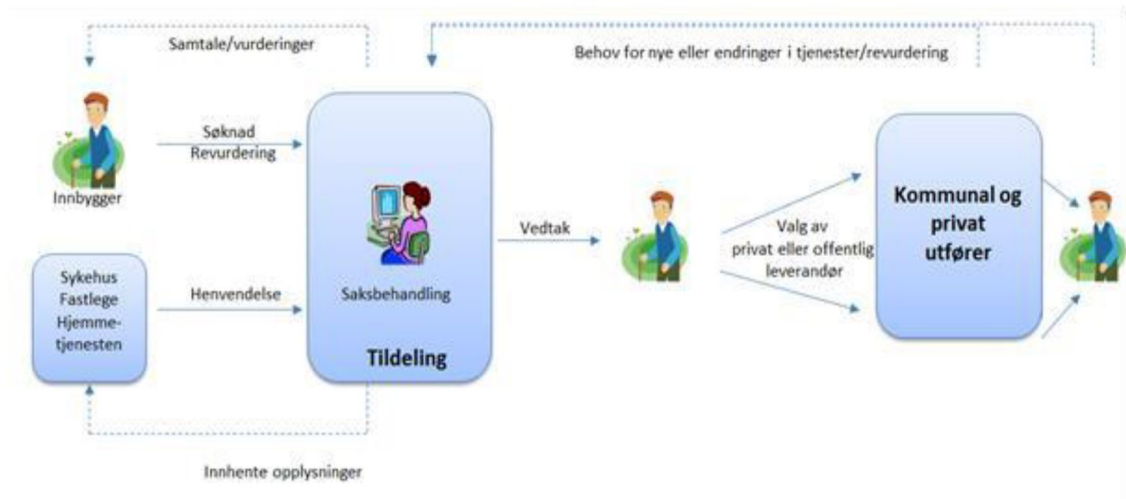 Samtale/vurderinger
Behov for nye eller endringer i tjenester/revurdering
Søknad
Revurdering
Innbygger
Sykehus
Fastlege
Hjemme-
tjenesten
Henvendelse
Saksbehandling
Tildeling
Vedtak
Valg av
privat eller offentlig
leverandør
Kommunal og
privat
utfører
Innhente opplysninger